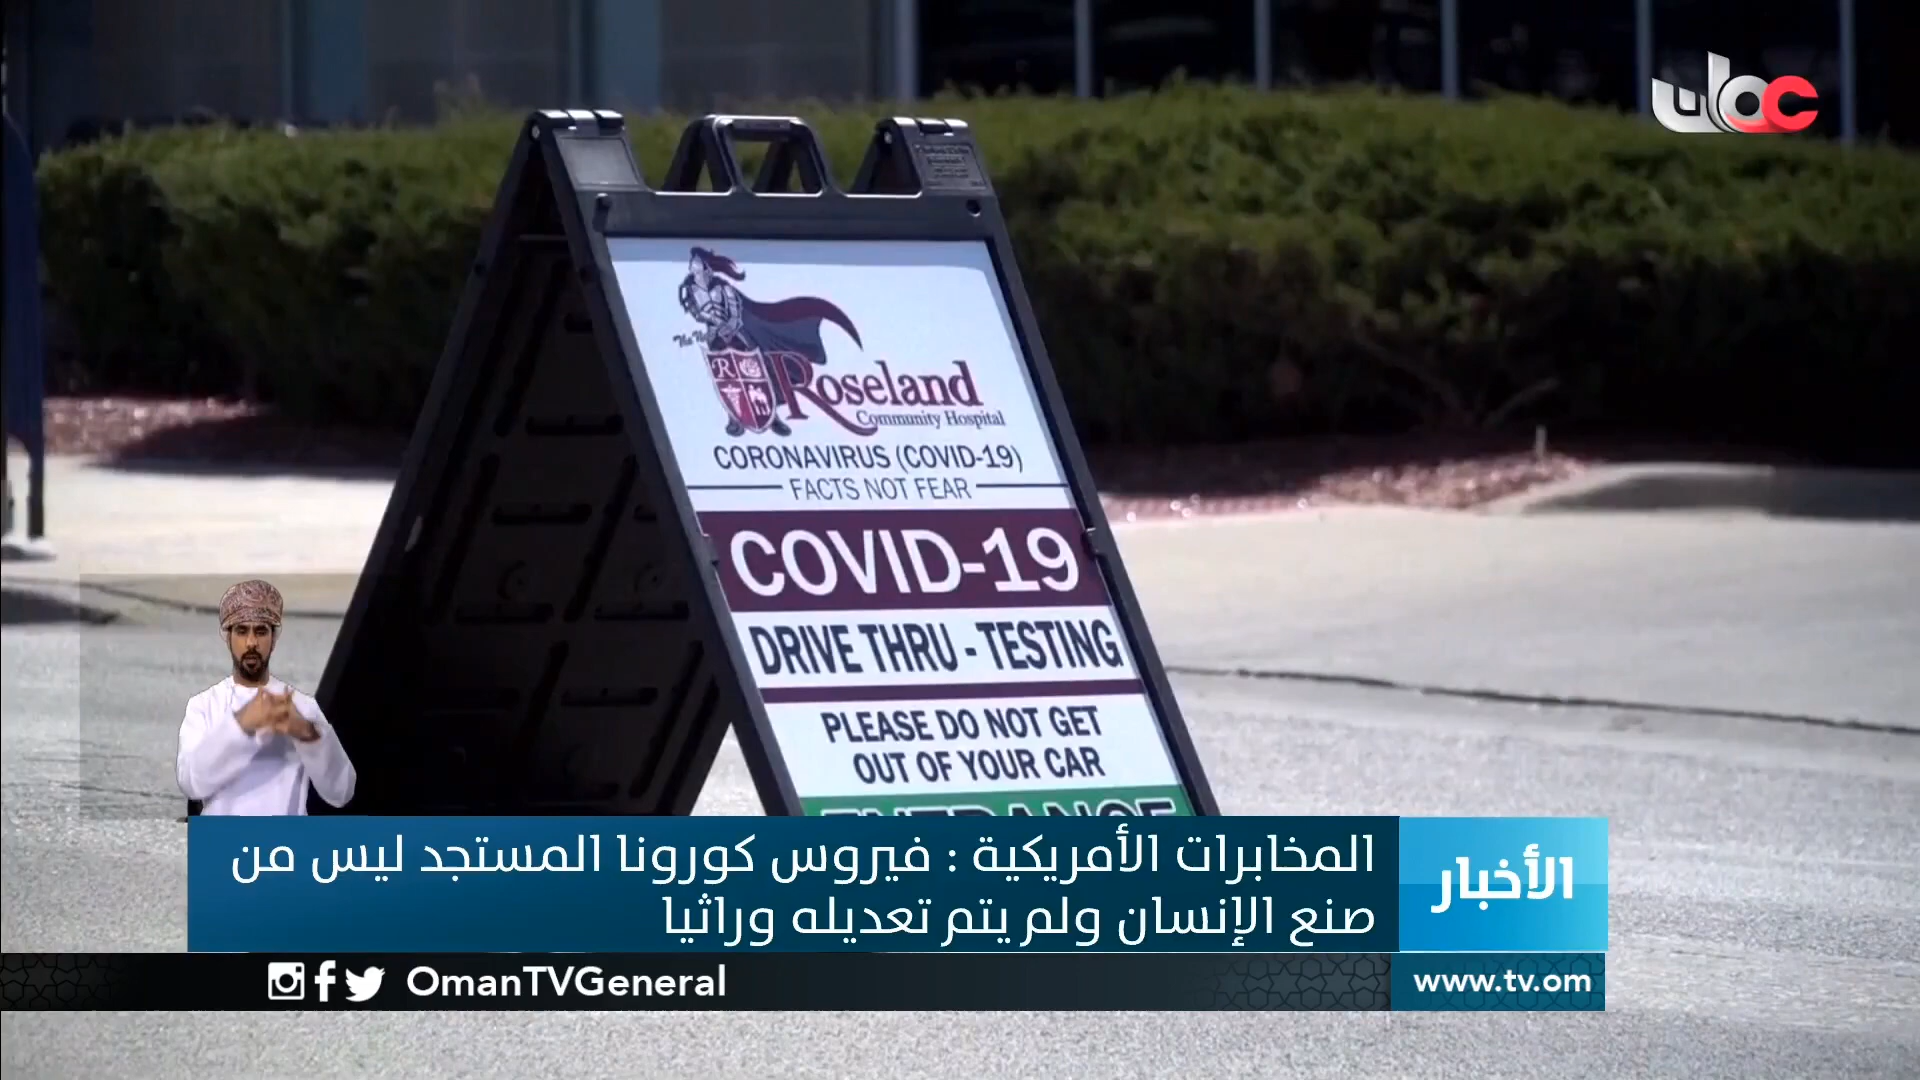 عمان
Roseland
Community Hospital
CORONAVIRUS (COVID-19)
FACTS NOT FEAR
COVID-19
DRIVE THRU - TESTING
PLEASE DO NOT GET
OUT OF YOUR CAR
ENTRANCE
الأخبار
المخابرات الأمريكية : فيروس كورونا المستجد ليس من
صنع الإنسان ولم يتم تعديله وراثيا
OmanTVGeneral
www.tv.om